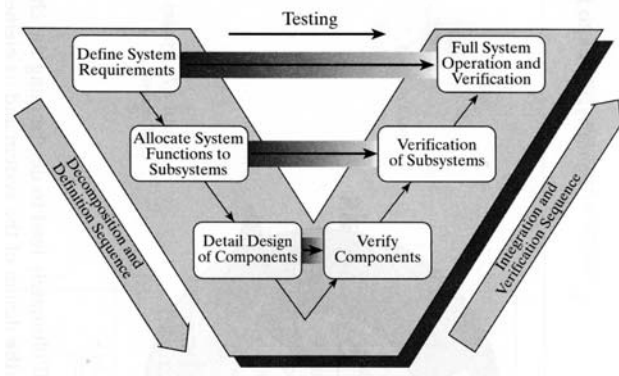 Testing
Define System
Requirements
Full System
Operation and
Verification
Allocate System
Functions to
Subsystems
Verification
of Subsystems
Detail Design
of Components
Verify
Components
Decomposition and
Definition Sequence
Integration and
Verification Sequence